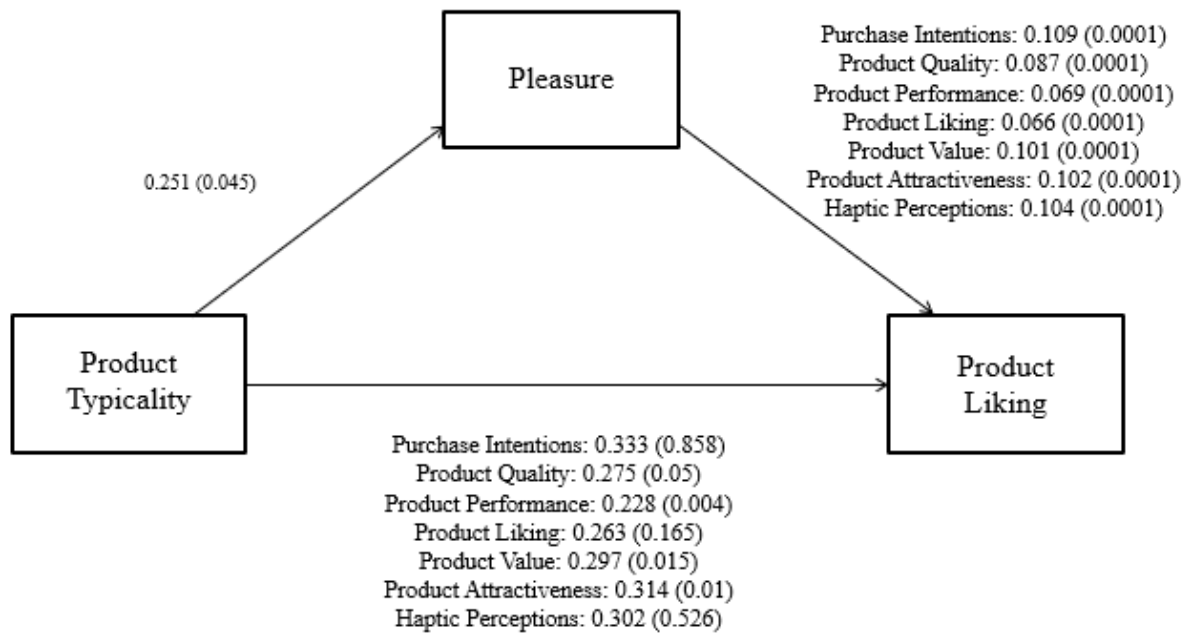 Pleasure
Purchase Intentions: 0.109 (0.0001)
Product Quality: 0.087 (0.0001)
Product Performance: 0.069 (0.0001)
Product Liking: 0.066 (0.0001)
Product Value: 0.101 (0.0001)
Product Attractiveness: 0.102 (0.0001)
Haptic Perceptions: 0.104 (0.0001)
0.251 (0.045)
Product
Typicality
Product
Liking
Purchase Intentions: 0.333 (0.858)
Product Quality: 0.275 (0.05)
Product Performance: 0.228 (0.004)
Product Liking: 0.263 (0.165)
Product Value: 0.297 (0.015)
Product Attractiveness: 0.314 (0.01)
Haptic Perceptions: 0.302 (0.526)